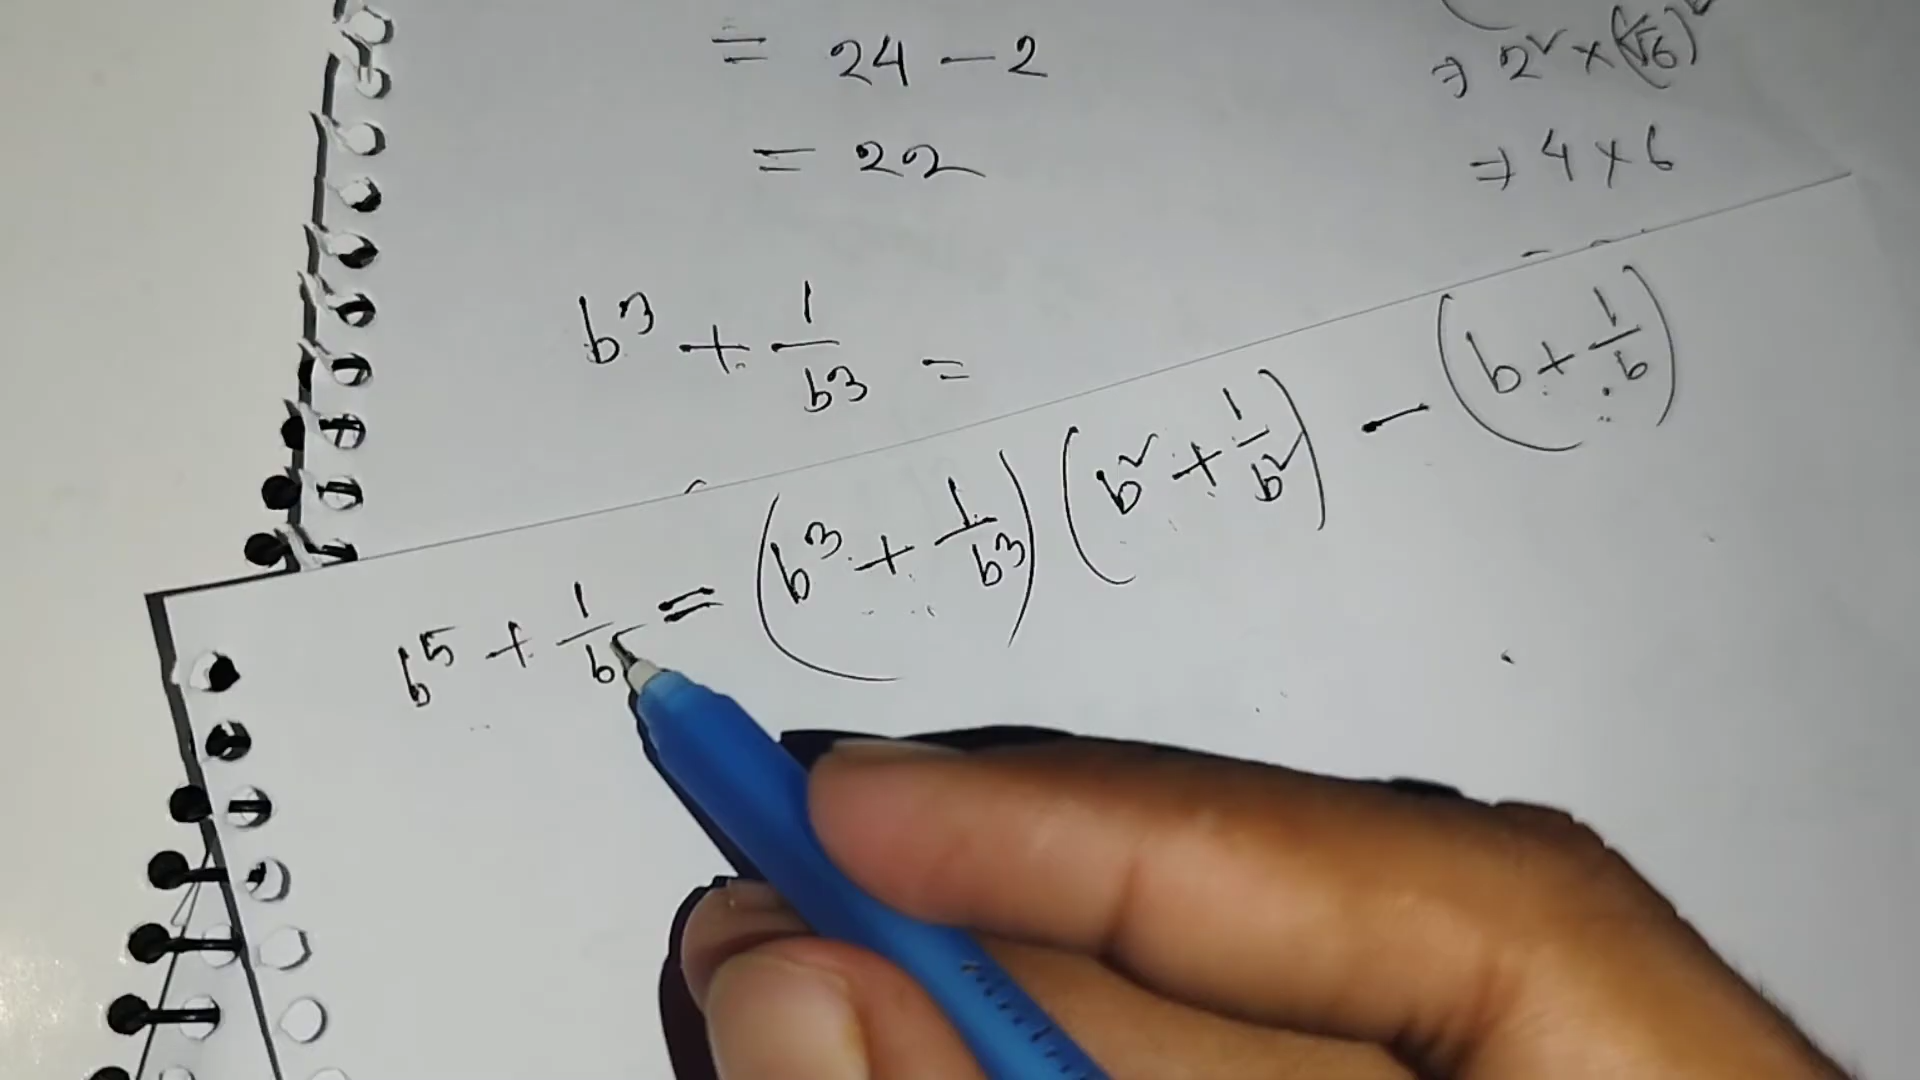 = 24 - 2
⇒ 2² × (√6)²
= 22
⇒ 4 × 6
b³ + 1/b³ =
b⁵ + 1/b⁵ = (b³ + 1/b³) (b² + 1/b²) - (b + 1/b)